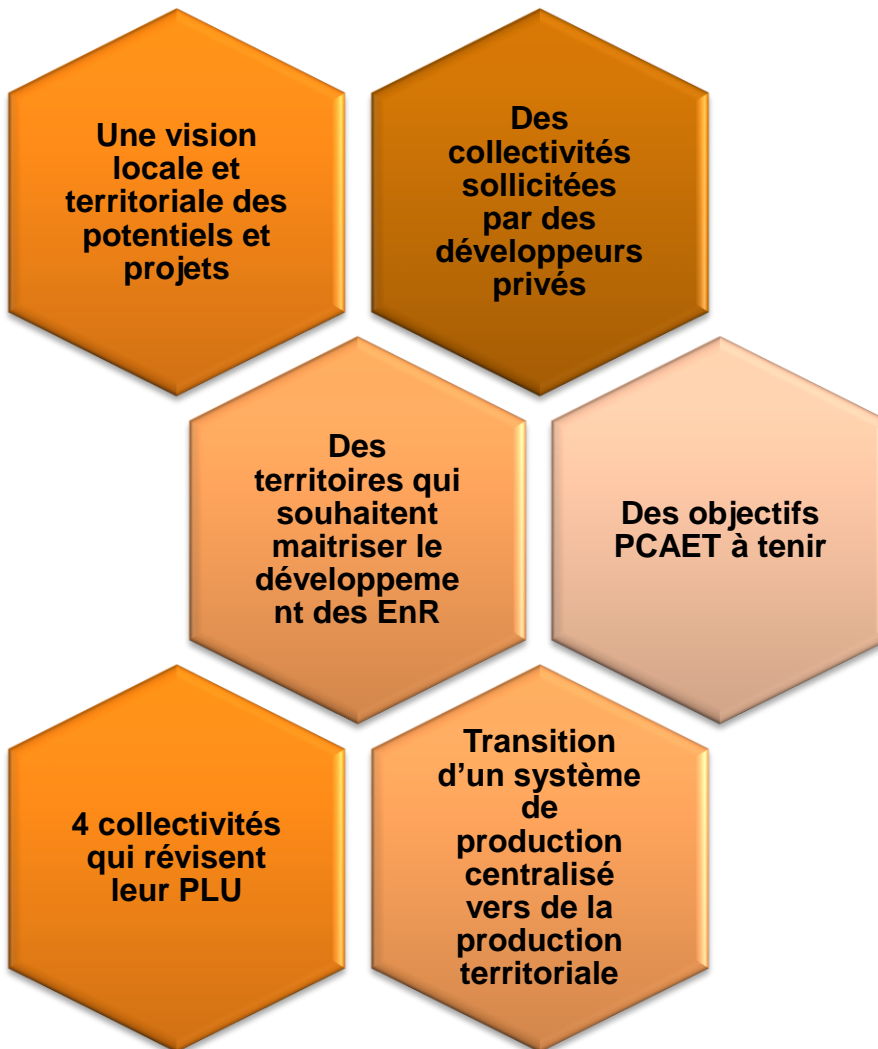 Une vision
locale et
territoriale des
potentiels et
projets
Des
collectivités
sollicitées
par des
développeurs
privés
Des
territoires qui
souhaitent
maitriser le
développeme
nt des EnR
Des objectifs
PCAET à tenir
4 collectivités
qui révisent
leur PLU
Transition
d’un système
de
production
centralisé
vers de la
production
territoriale